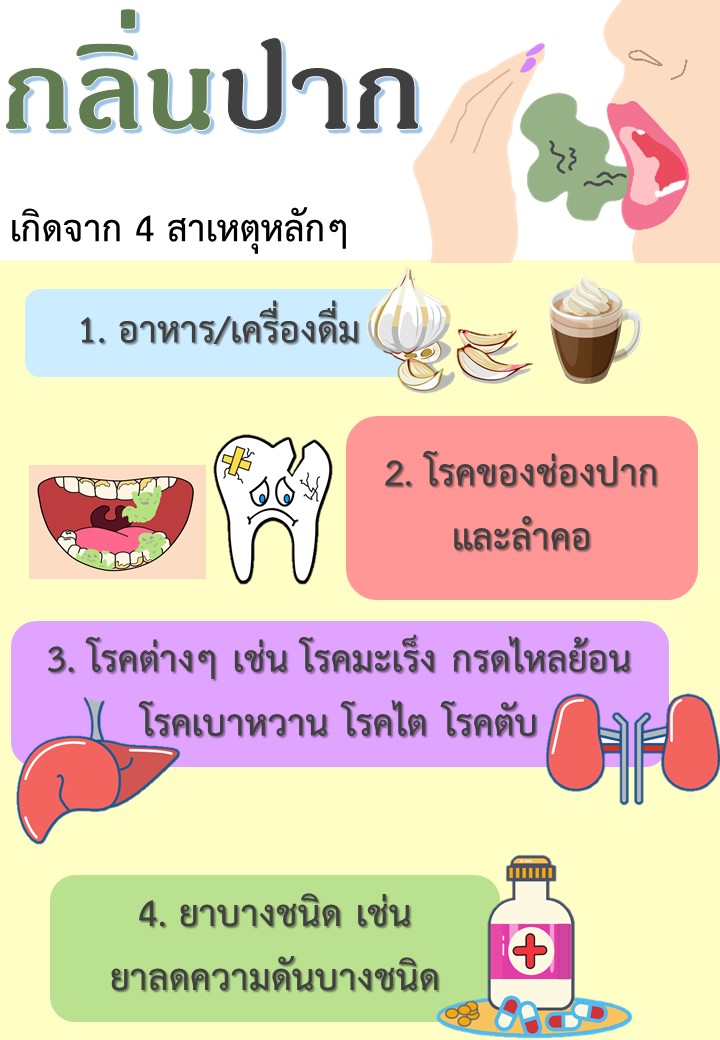 กลิ่นปาก
เกิดจาก 4 สาเหตุหลักๆ
1. อาหาร/เครื่องดื่ม
2. โรคของช่องปาก
และลำคอ
3. โรคต่างๆ เช่น โรคมะเร็ง กรดไหลย้อน
โรคเบาหวาน โรคไต โรคตับ
4. ยาบางชนิด เช่น
ยาลดความดันบางชนิด